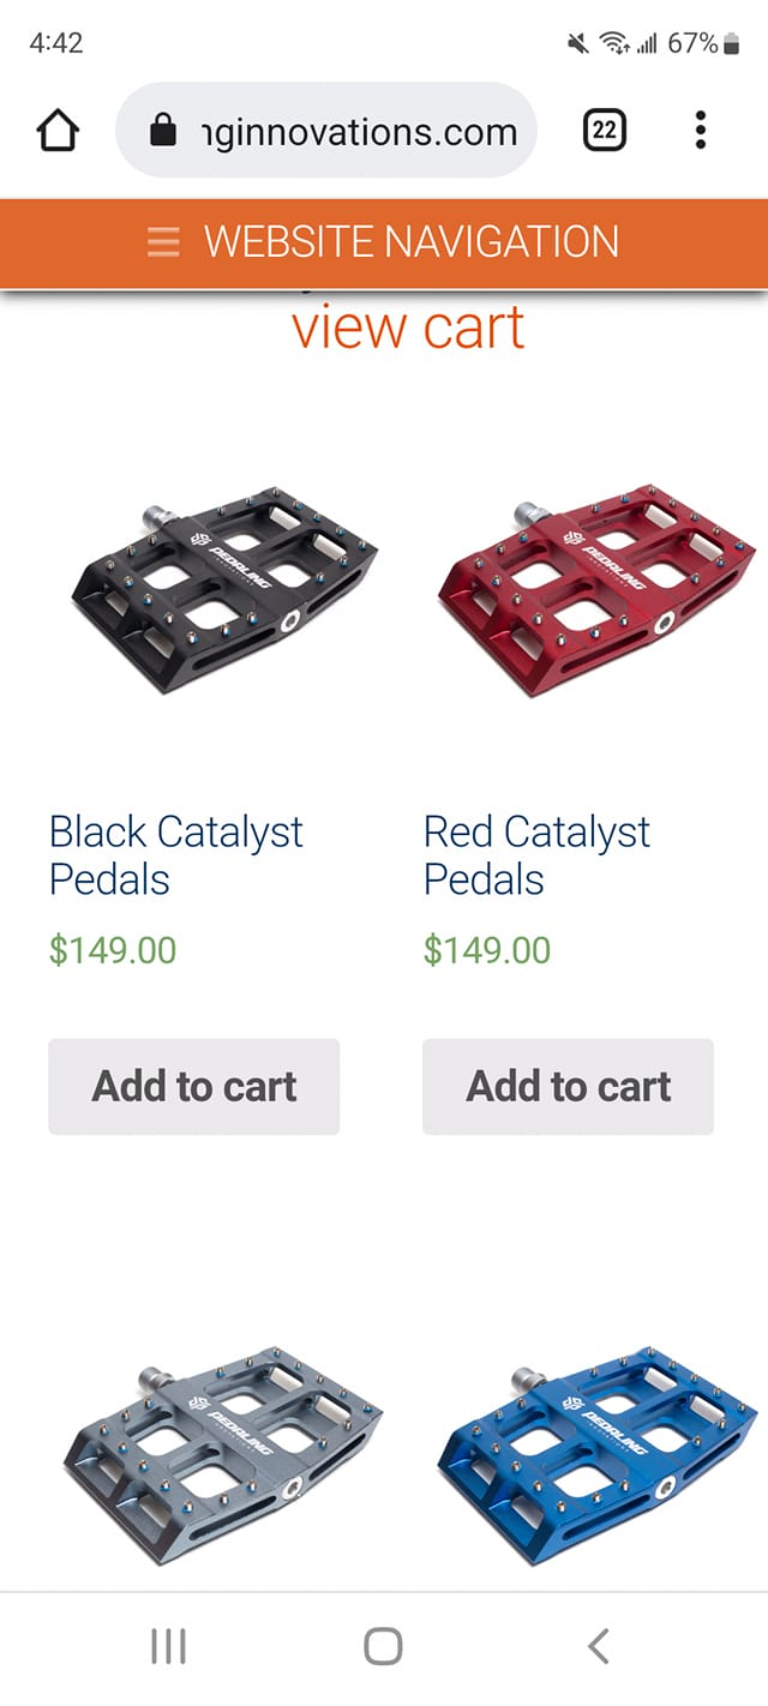 4:42
67%
nginnovations.com
22
WEBSITE NAVIGATION
view cart
PEDALING
PEDALING
Black Catalyst
Pedals
$149.00
Add to cart
Red Catalyst
Pedals
$149.00
Add to cart
PEDALING
PEDALING